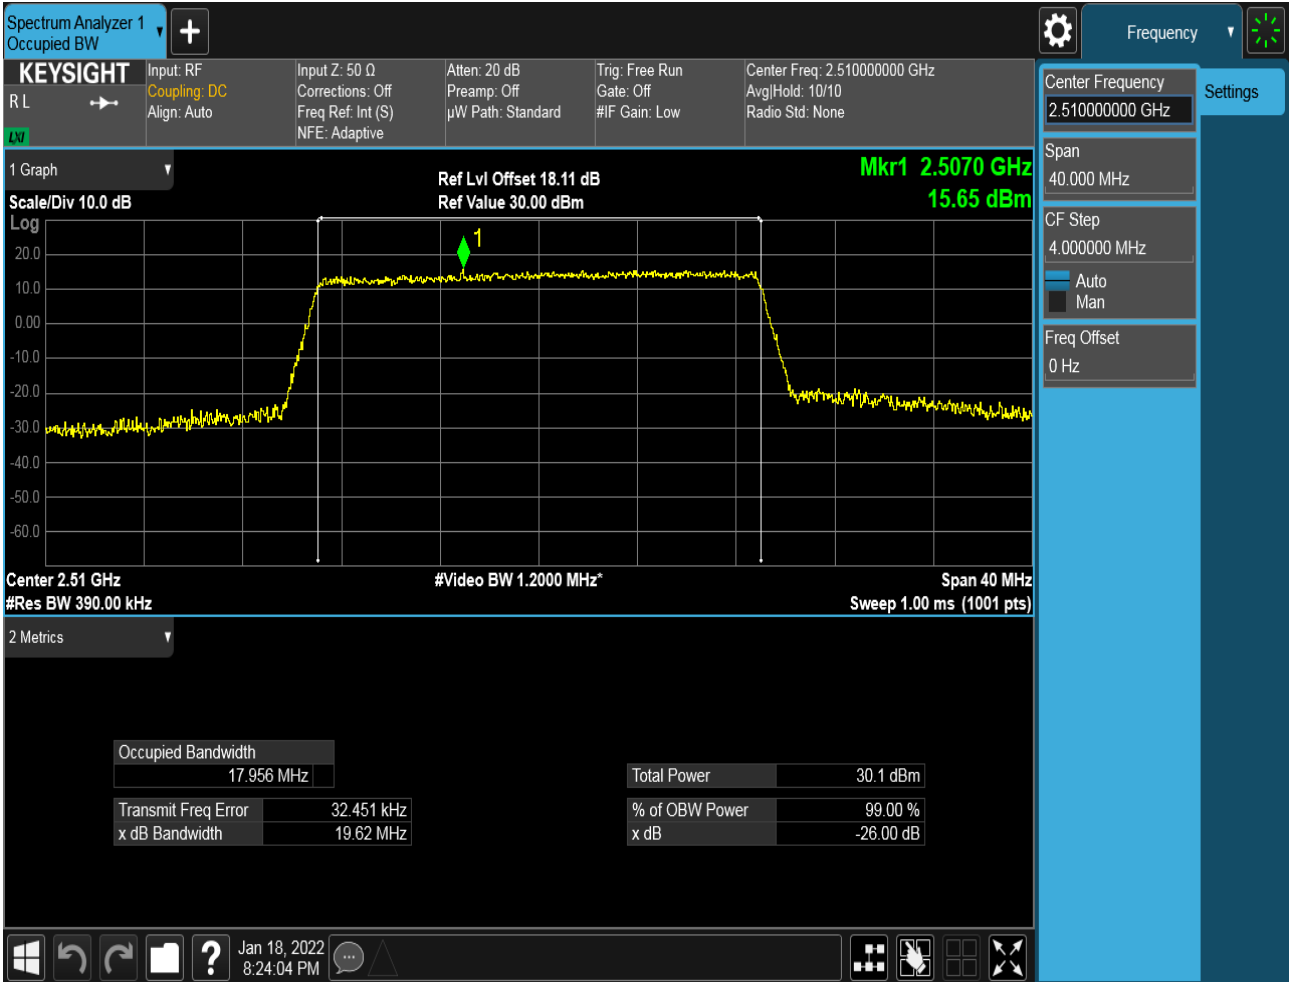 Spectrum Analyzer 1
Occupied BW
Frequency
KEYSIGHT
R L
LXI
Input: RF
Coupling: DC
Align: Auto
Input Z: 50 Ω
Corrections: Off
Freq Ref: Int (S)
NFE: Adaptive
Atten: 20 dB
Preamp: Off
µW Path: Standard
Trig: Free Run
Gate: Off
#IF Gain: Low
Center Freq: 2.510000000 GHz
Avg|Hold: 10/10
Radio Std: None
Center Frequency
2.510000000 GHz
Settings
Span
40.000 MHz
CF Step
4.000000 MHz
Auto
Man
Freq Offset
0 Hz
1 Graph
Scale/Div 10.0 dB
Log
Ref Lvl Offset 18.11 dB
Ref Value 30.00 dBm
Mkr1 2.5070 GHz
15.65 dBm
1
20.0
10.0
0.00
-10.0
-20.0
-30.0
-40.0
-50.0
-60.0
Center 2.51 GHz
#Video BW 1.2000 MHz*
Span 40 MHz
#Res BW 390.00 kHz
Sweep 1.00 ms (1001 pts)
2 Metrics
Occupied Bandwidth
17.956 MHz
Total Power 30.1 dBm
Transmit Freq Error 32.451 kHz
% of OBW Power 99.00 %
x dB Bandwidth 19.62 MHz
x dB -26.00 dB
?
Jan 18, 2022
8:24:04 PM